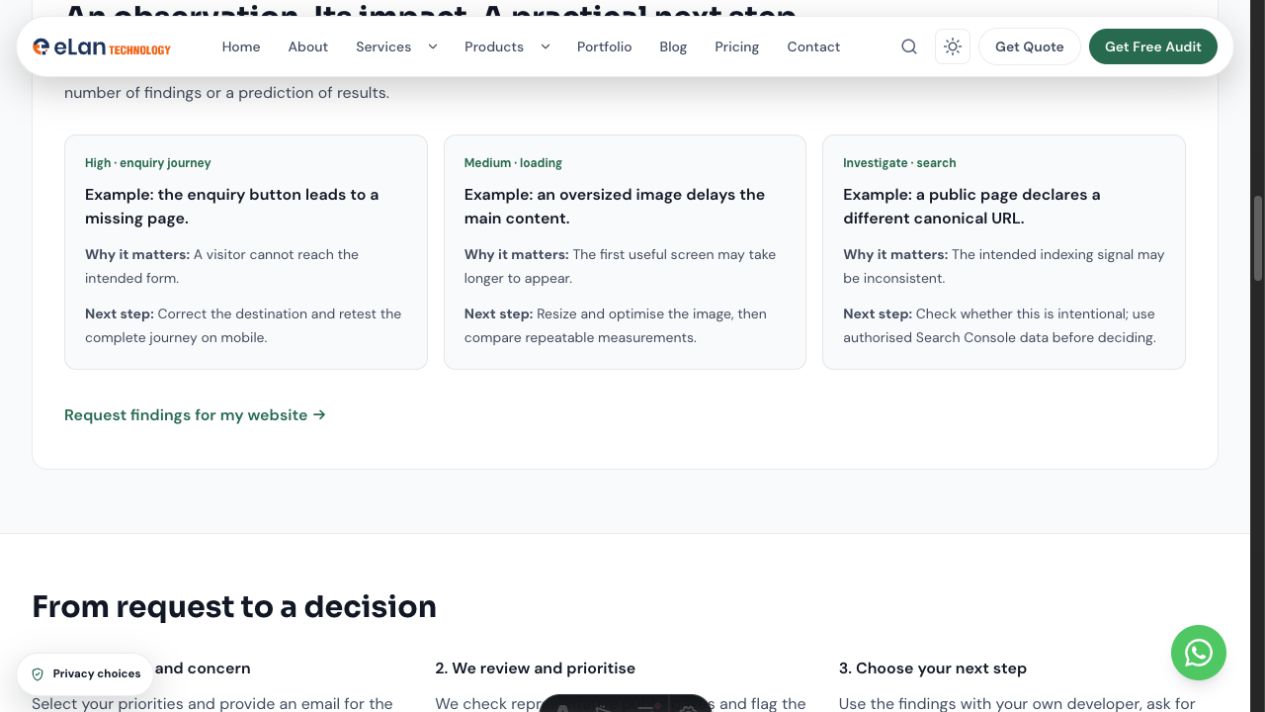 An observation. Its impact. A practical next step.
eLan TECHNOLOGY
Home
About
Services
Products
Portfolio
Blog
Pricing
Contact
Get Quote
Get Free Audit
number of findings or a prediction of results.
High · enquiry journey
Example: the enquiry button leads to a
missing page.
Why it matters: A visitor cannot reach the
intended form.
Next step: Correct the destination and retest the
complete journey on mobile.
Medium · loading
Example: an oversized image delays the
main content.
Why it matters: The first useful screen may take
longer to appear.
Next step: Resize and optimise the image, then
compare repeatable measurements.
Investigate · search
Example: a public page declares a
different canonical URL.
Why it matters: The intended indexing signal may
be inconsistent.
Next step: Check whether this is intentional; use
authorised Search Console data before deciding.
Request findings for my website →
From request to a decision
Privacy choices
and concern
Select your priorities and provide an email for the
2. We review and prioritise
We check
and flag the
3. Choose your next step
Use the findings with your own developer, ask for